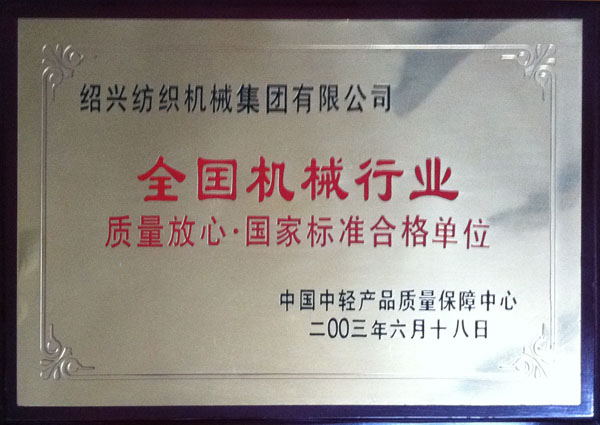 绍兴纺织机械集团有限公司
全国机械行业
质量放心·国家标准合格单位
中国中轻产品质量保障中心
二00三年六月十八日